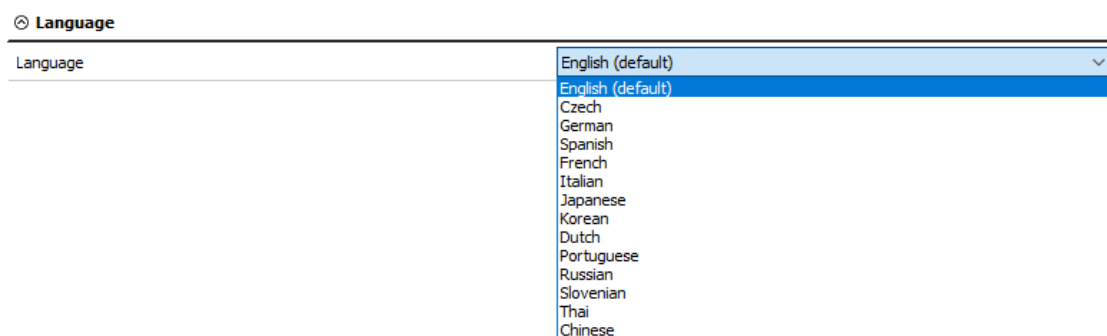 Language
Language English (default)
English (default)
Czech
German
Spanish
French
Italian
Japanese
Korean
Dutch
Portuguese
Russian
Slovenian
Thai
Chinese